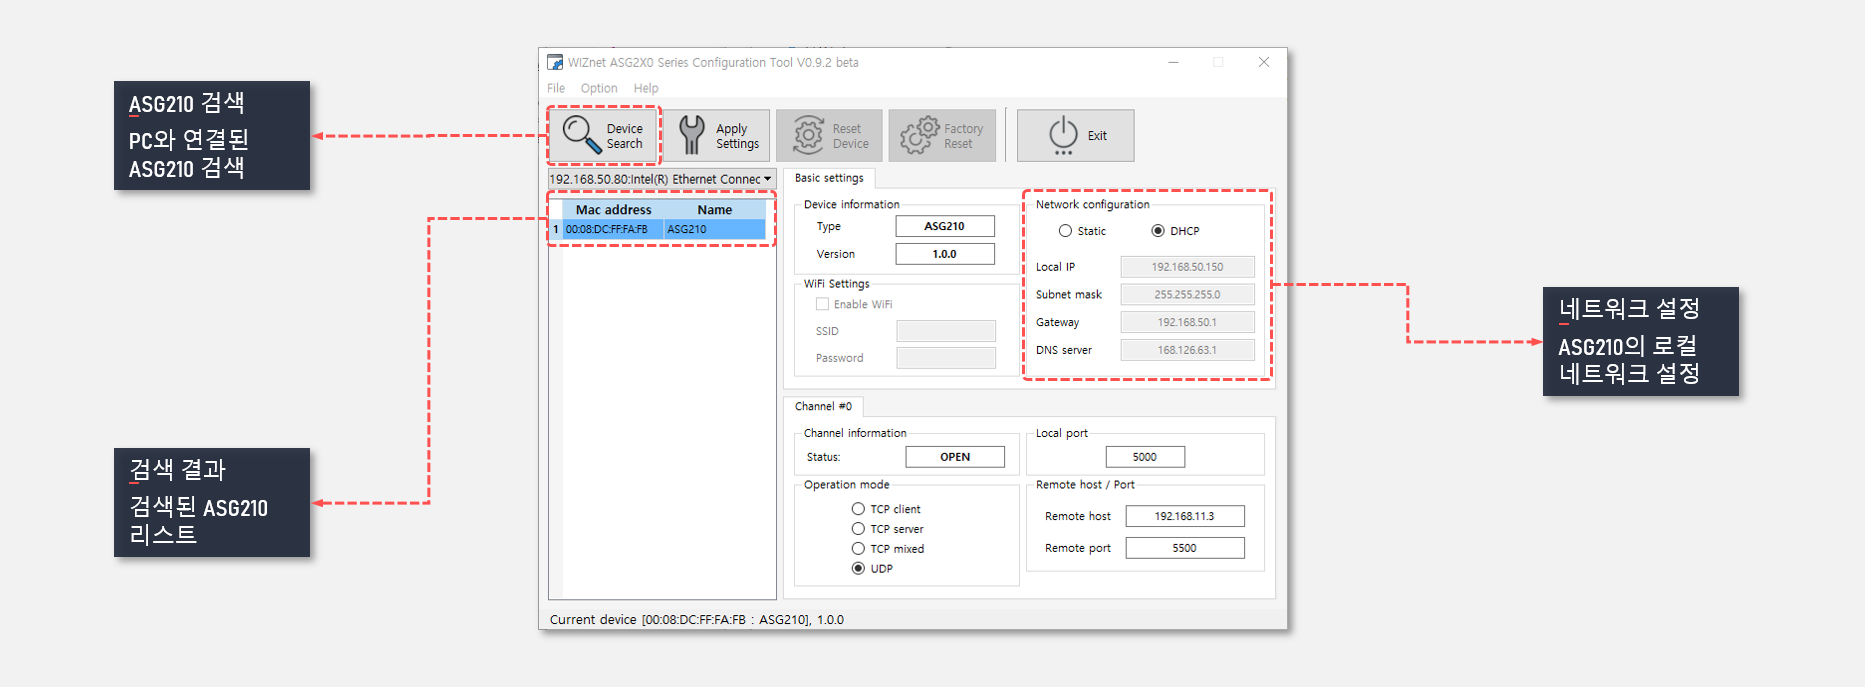 WIZnet ASG2X0 Series Configuration Tool V0.9.2 beta
File Option Help
ASG210 검색
PC와 연결된
ASG210 검색
Device
Search
Apply
Settings
Reset
Device
Factory
Reset
Exit
192.168.50.80:Intel(R) Ethernet Connec
Mac address Name
1 00:08:DC:FF:FA:FB ASG210
검색 결과
검색된 ASG210
리스트
Basic settings
Device information
Type ASG210
Version 1.0.0
WiFi Settings
Enable WiFi
SSID
Password
Network configuration
Static DHCP
Local IP 192.168.50.150
Subnet mask 255.255.255.0
Gateway 192.168.50.1
DNS server 168.126.63.1
네트워크 설정
ASG210의 로컬
네트워크 설정
Channel #0
Channel information
Status: OPEN
Operation mode
TCP client
TCP server
TCP mixed
UDP
Local port
5000
Remote host / Port
Remote host 192.168.11.3
Remote port 5500
Current device [00:08:DC:FF:FA:FB : ASG210], 1.0.0